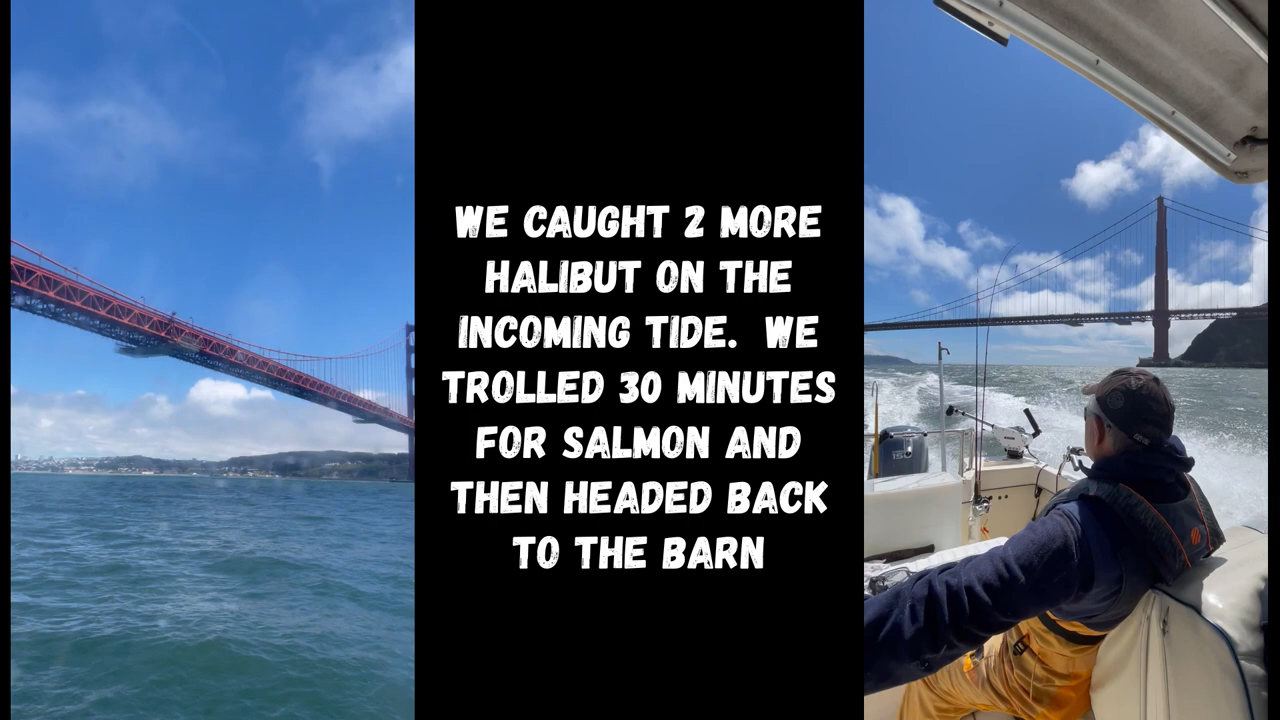 WE CAUGHT 2 MORE
HALIBUT ON THE
INCOMING TIDE. WE
TROLLED 30 MINUTES
FOR SALMON AND
THEN HEADED BACK
TO THE BARN